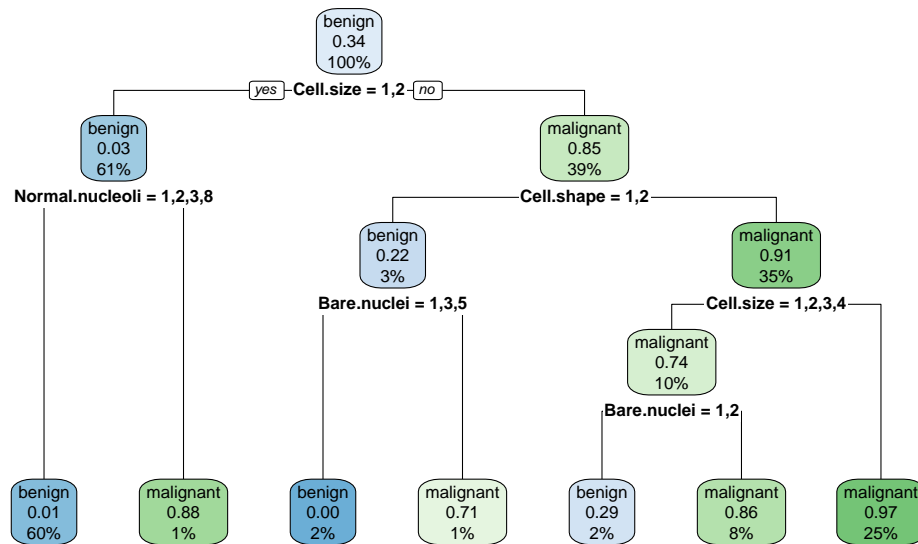 benign
0.34
100%
yes Cell.size = 1,2 no
benign
0.03
61%
malignant
0.85
39%
Normal.nucleoli = 1,2,3,8
Cell.shape = 1,2
benign
0.22
3%
malignant
0.91
35%
Bare.nuclei = 1,3,5
Cell.size = 1,2,3,4
malignant
0.74
10%
Bare.nuclei = 1,2
benign
0.01
60%
malignant
0.88
1%
benign
0.00
2%
malignant
0.71
1%
benign
0.29
2%
malignant
0.86
8%
malignant
0.97
25%